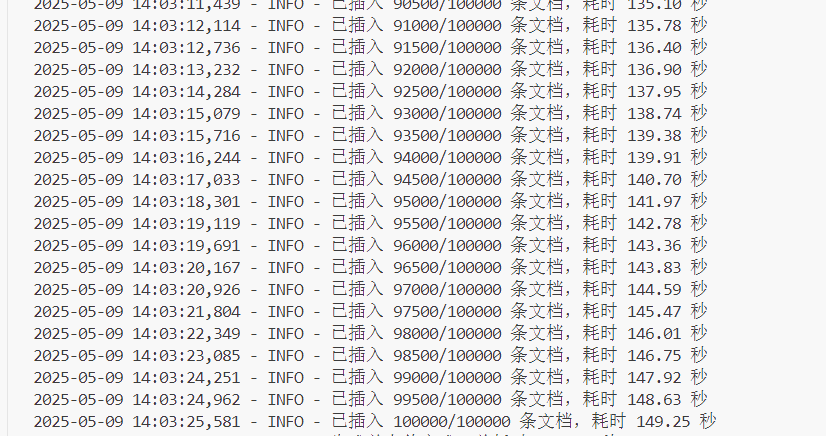 2025-05-09 14:03:11,439 - INFO - 已插入 90500/100000 条文档，耗时 135.10 秒
2025-05-09 14:03:12,114 - INFO - 已插入 91000/100000 条文档，耗时 135.78 秒
2025-05-09 14:03:12,736 - INFO - 已插入 91500/100000 条文档，耗时 136.40 秒
2025-05-09 14:03:13,232 - INFO - 已插入 92000/100000 条文档，耗时 136.90 秒
2025-05-09 14:03:14,284 - INFO - 已插入 92500/100000 条文档，耗时 137.95 秒
2025-05-09 14:03:15,079 - INFO - 已插入 93000/100000 条文档，耗时 138.74 秒
2025-05-09 14:03:15,716 - INFO - 已插入 93500/100000 条文档，耗时 139.38 秒
2025-05-09 14:03:16,244 - INFO - 已插入 94000/100000 条文档，耗时 139.91 秒
2025-05-09 14:03:17,033 - INFO - 已插入 94500/100000 条文档，耗时 140.70 秒
2025-05-09 14:03:18,301 - INFO - 已插入 95000/100000 条文档，耗时 141.97 秒
2025-05-09 14:03:19,119 - INFO - 已插入 95500/100000 条文档，耗时 142.78 秒
2025-05-09 14:03:19,691 - INFO - 已插入 96000/100000 条文档，耗时 143.36 秒
2025-05-09 14:03:20,167 - INFO - 已插入 96500/100000 条文档，耗时 143.83 秒
2025-05-09 14:03:20,926 - INFO - 已插入 97000/100000 条文档，耗时 144.59 秒
2025-05-09 14:03:21,804 - INFO - 已插入 97500/100000 条文档，耗时 145.47 秒
2025-05-09 14:03:22,349 - INFO - 已插入 98000/100000 条文档，耗时 146.01 秒
2025-05-09 14:03:23,085 - INFO - 已插入 98500/100000 条文档，耗时 146.75 秒
2025-05-09 14:03:24,251 - INFO - 已插入 99000/100000 条文档，耗时 147.92 秒
2025-05-09 14:03:24,962 - INFO - 已插入 99500/100000 条文档，耗时 148.63 秒
2025-05-09 14:03:25,581 - INFO - 已插入 100000/100000 条文档，耗时 149.25 秒